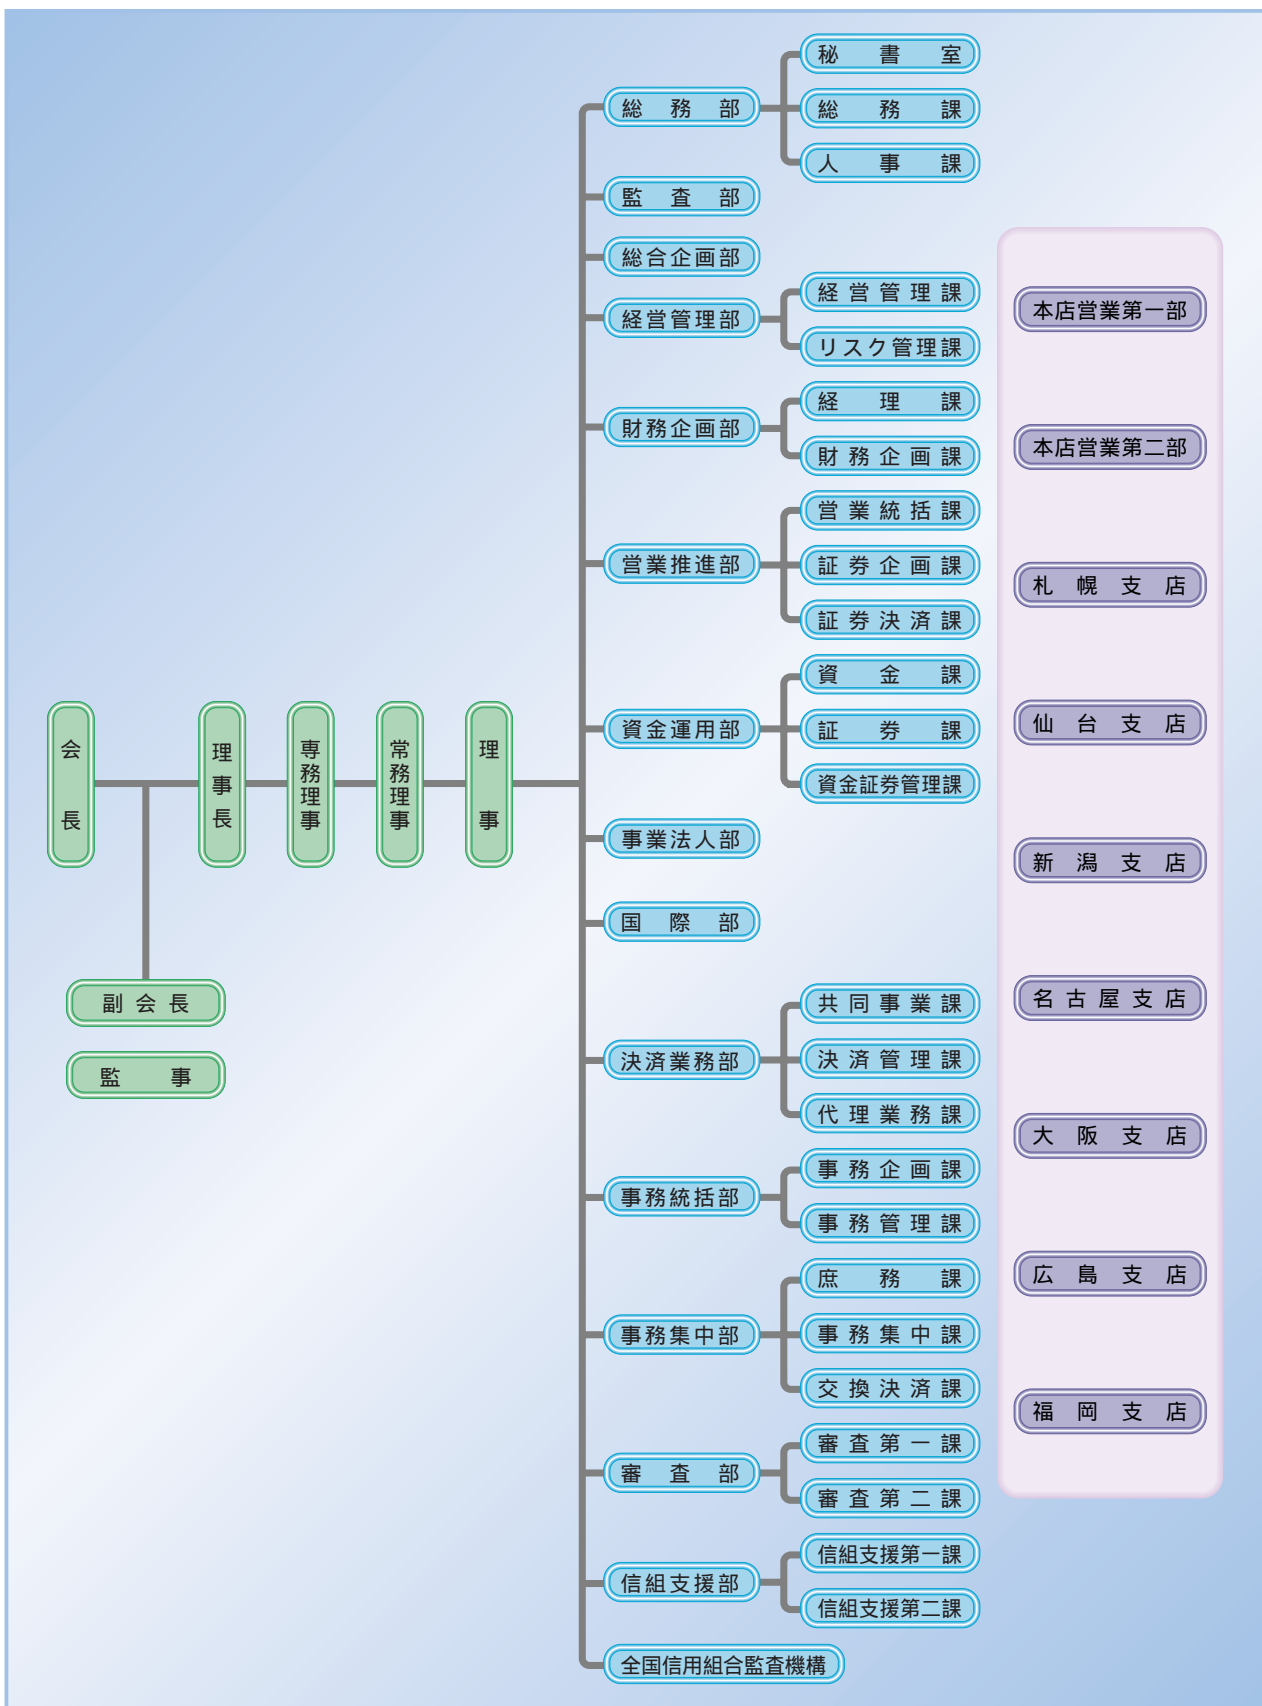 会長
副会長
監事
理事長
専務理事
常務理事
理事
総務部
秘書室
総務課
人事課
監査部
総合企画部
経営管理部
経営管理課
リスク管理課
財務企画部
経理課
財務企画課
営業推進部
営業統括課
証券企画課
証券決済課
資金運用部
資金課
証券課
資金証券管理課
事業法人部
国際部
決済業務部
共同事業課
決済管理課
代理業務課
事務統括部
事務企画課
事務管理課
事務集中部
庶務課
事務集中課
交換決済課
審査部
審査第一課
審査第二課
信組支援部
信組支援第一課
信組支援第二課
全国信用組合監査機構
本店営業第一部
本店営業第二部
札幌支店
仙台支店
新潟支店
名古屋支店
大阪支店
広島支店
福岡支店